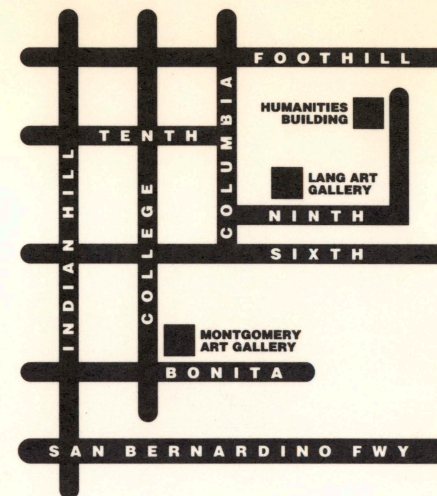 FOOTHILL
HUMANITIES
BUILDING
TENTH
COLUMBIA
LANG ART
GALLERY
NINTH
INDIAN HILL
COLLEGE
SIXTH
MONTGOMERY
ART GALLERY
BONITA
SAN BERNARDINO FWY